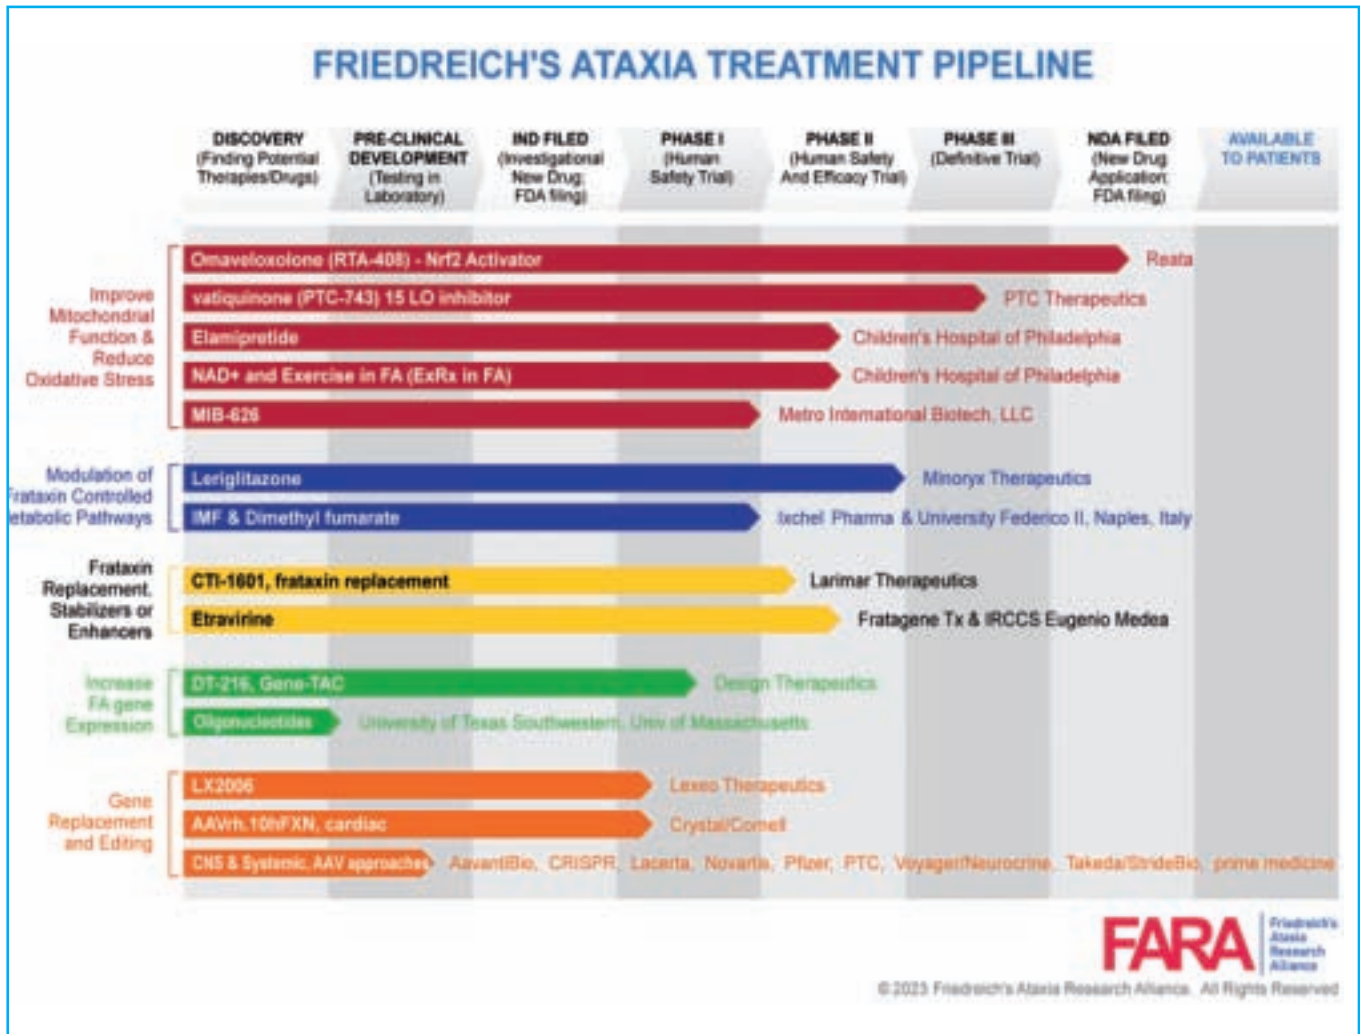 FRIEDREICH'S ATAXIA TREATMENT PIPELINE
DISCOVERY
(Finding Potential
Therapies/Drugs)
PRE-CLINICAL
DEVELOPMENT
(Testing in
Laboratory)
IND FILED
(Investigational
New Drug;
FDA filing)
PHASE I
(Human
Safety Trial)
PHASE II
(Human Safety
And Efficacy Trial)
PHASE III
(Definitive Trial)
NDA FILED
(New Drug
Application;
FDA filing)
AVAILABLE
TO PATIENTS
Improve
Mitochondrial
Function &
Reduce
Oxidative Stress
Omaveloxolone (RTA-408) - Nrf2 Activator
Reata
vatiquinone (PTC-743) 15 LO inhibitor
PTC Therapeutics
Elamipretide
Children's Hospital of Philadelphia
NAD+ and Exercise in FA (ExRx in FA)
Children's Hospital of Philadelphia
MIB-626
Metro International Biotech, LLC
Modulation of
Frataxin Controlled
etabolic Pathways
Leriglitazone
Minoryx Therapeutics
IMF & Dimethyl fumarate
Ixchel Pharma & University Federico II, Naples, Italy
Frataxin
Replacement.
Stabilizers or
Enhancers
CTI-1601, frataxin replacement
Larimar Therapeutics
Etravirine
Fratagene Tx & IRCCS Eugenio Medea
Increase
FA gene
Expression
DT-216, Gene-TAC
Design Therapeutics
Oligonucleotides
University of Texas Southwestern, Univ of Massachusetts
Gene
Replacement
and Editing
LX2006
Lexeo Therapeutics
AAVrh.10hFXN, cardiac
Crystal/Cornell
CNS & Systemic, AAV approaches
AavantiBio, CRISPR, Lacerta, Novartis, Pfizer, PTC, Voyager/Neurocrine, Takeda/StrideBio, prime medicine
FARA
Friedreich's
Ataxia
Research
Alliance
©2023 Friedreich's Ataxia Research Alliance. All Rights Reserved